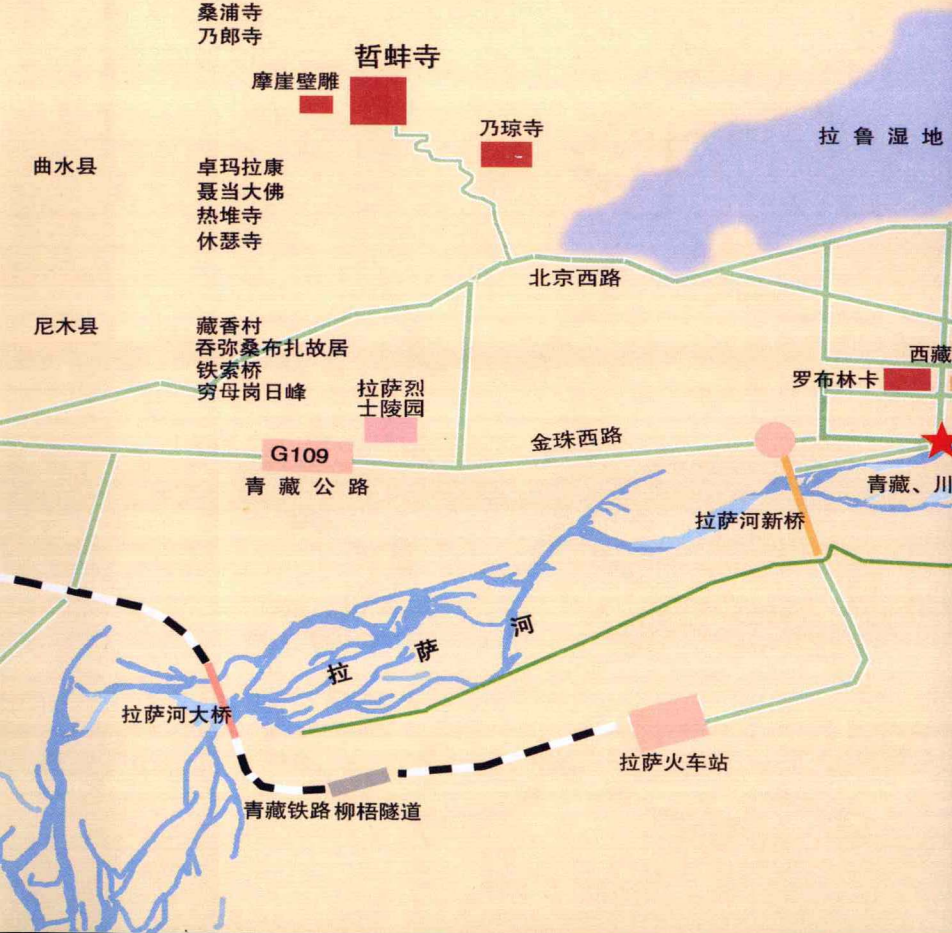 桑浦寺
乃郎寺
哲蚌寺
摩崖壁雕
乃琼寺
拉鲁湿地
曲水县
卓玛拉康
聂当大佛
热堆寺
休瑟寺
北京西路
尼木县
藏香村
吞弥桑布扎故居
铁索桥
穷母岗日峰
西藏
罗布林卡
拉萨烈
士陵园
金珠西路
G109
青藏公路
青藏、川
拉萨河新桥
拉萨河
拉萨河大桥
拉萨火车站
青藏铁路
柳梧隧道